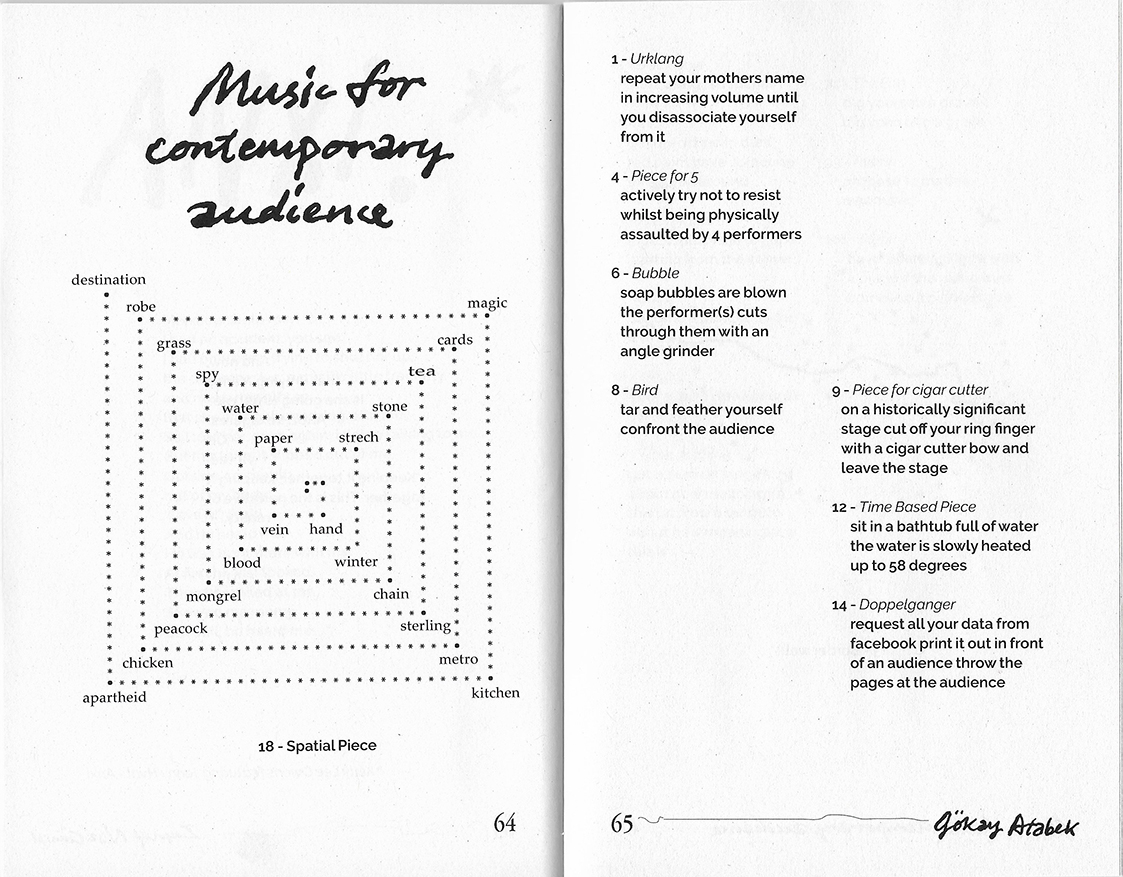 Music for
contemporary
audience
destination
robe
magic
grass
cards
spy
tea
water
stone
paper
strech
vein
hand
blood
winter
mongrel
chain
peacock
sterling
chicken
metro
apartheid
kitchen
18 - Spatial Piece
64
1 - Urklang
repeat your mothers name
in increasing volume until
you disassociate yourself
from it
4 - Piece for 5
actively try not to resist
whilst being physically
assaulted by 4 performers
6 - Bubble
soap bubbles are blown
the performer(s) cuts
through them with an
angle grinder
8 - Bird
tar and feather yourself
confront the audience
9 - Piece for cigar cutter
on a historically significant
stage cut off your ring finger
with a cigar cutter bow and
leave the stage
12 - Time Based Piece
sit in a bathtub full of water
the water is slowly heated
up to 58 degrees
14 - Doppelganger
request all your data from
facebook print it out in front
of an audience throw the
pages at the audience
65
Gökay Atabek